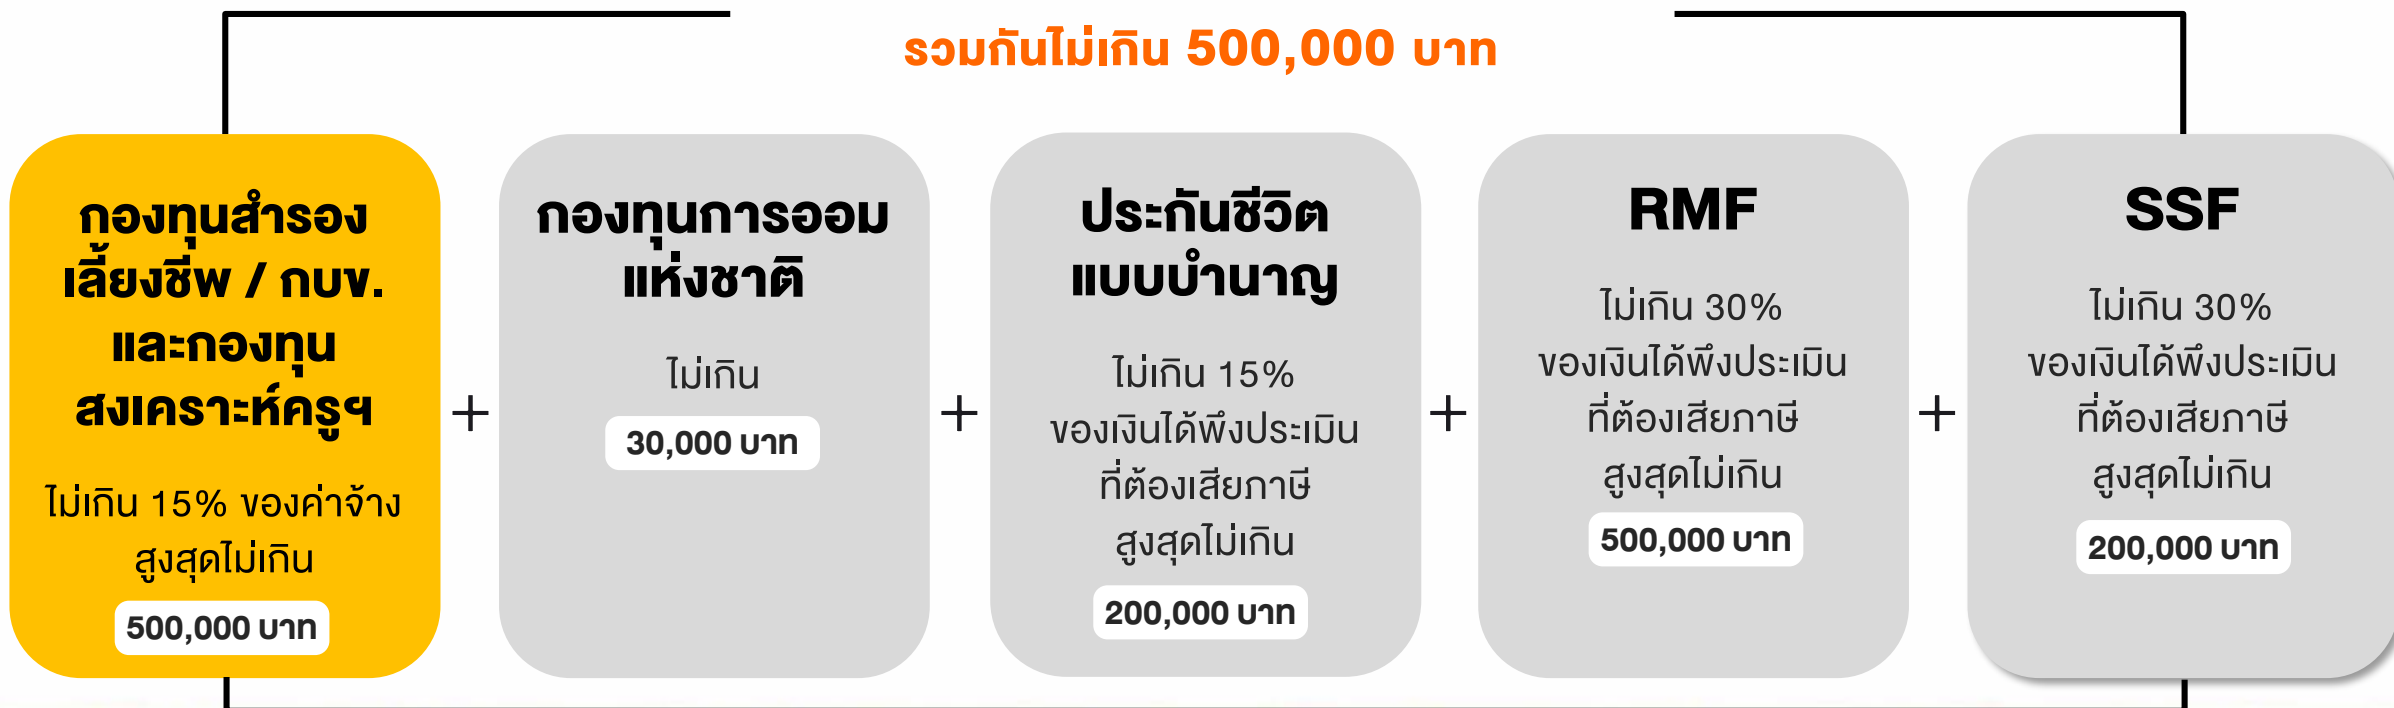 รวมกันไม่เกิน 500,000 บาท
กองทุนสำรอง
เลี้ยงชีพ / กบข.
และกองทุน
สงเคราะห์ครูฯ
ไม่เกิน 15% ของค่าจ้าง
สูงสุดไม่เกิน
500,000 บาท
+
กองทุนการออม
แห่งชาติ
ไม่เกิน
30,000 บาท
+
ประกันชีวิต
แบบบำนาญ
ไม่เกิน 15%
ของเงินได้พึงประเมิน
ที่ต้องเสียภาษี
สูงสุดไม่เกิน
200,000 บาท
+
RMF
ไม่เกิน 30%
ของเงินได้พึงประเมิน
ที่ต้องเสียภาษี
สูงสุดไม่เกิน
500,000 บาท
+
SSF
ไม่เกิน 30%
ของเงินได้พึงประเมิน
ที่ต้องเสียภาษี
สูงสุดไม่เกิน
200,000 บาท